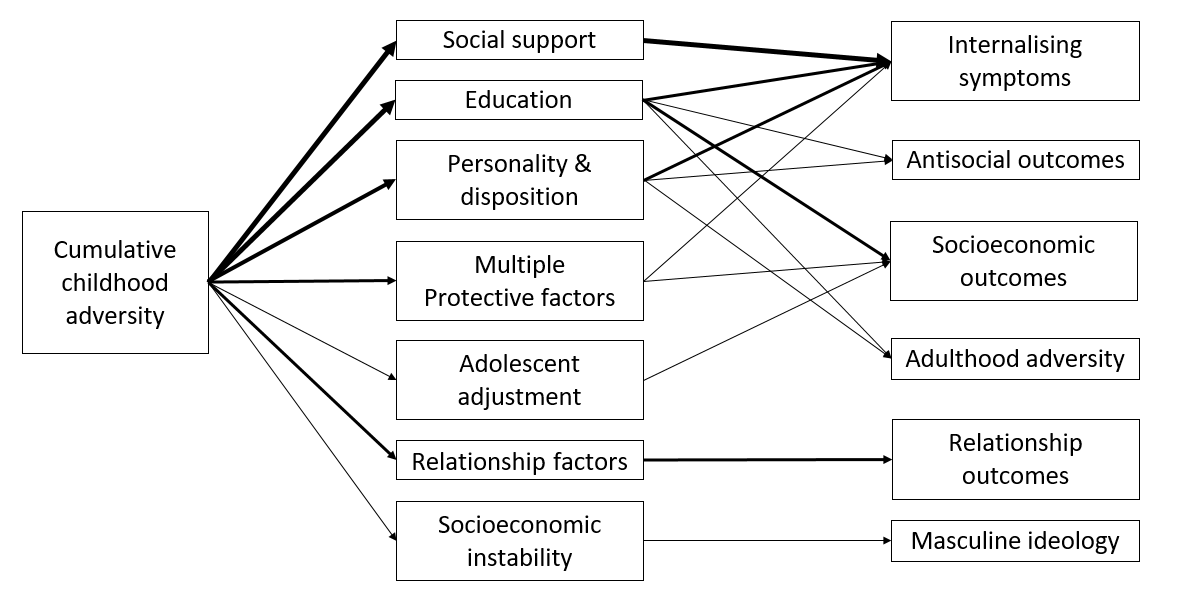 Cumulative
childhood
adversity
Social support
Education
Personality &
disposition
Multiple
Protective factors
Adolescent
adjustment
Relationship factors
Socioeconomic
instability
Internalising
symptoms
Antisocial outcomes
Socioeconomic
outcomes
Adulthood adversity
Relationship
outcomes
Masculine ideology